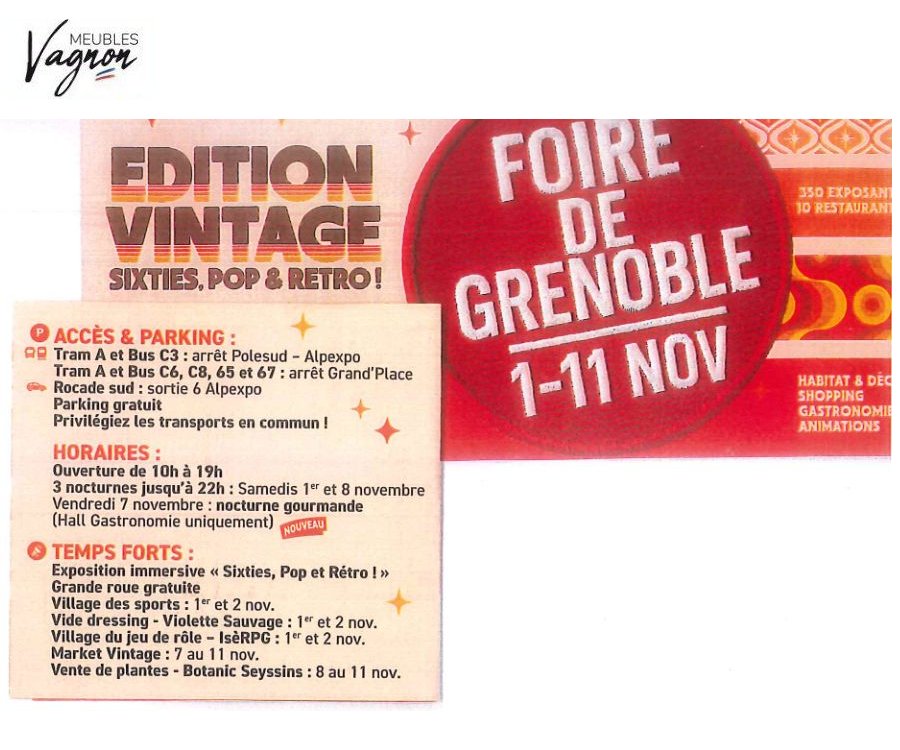 MEUBLES
Vagnon
EDITION
VINTAGE
SIXTIES, POP & RETRO !
FOIRE
DE
GRENOBLE
1-11 NOV
350 EXPOSANT
10 RESTAURANT
HABITAT & DÉC
SHOPPING
GASTRONOMIE
ANIMATIONS
P ACCÈS & PARKING :
Tram A et Bus C3 : arrêt Polesud – Alpexpo
Tram A et Bus C6, C8, 65 et 67 : arrêt Grand'Place
Rocade sud : sortie 6 Alpexpo
Parking gratuit
Privilégiez les transports en commun !
HORAIRES :
Ouverture de 10h à 19h
3 nocturnes jusqu'à 22h : Samedis 1er et 8 novembre
Vendredi 7 novembre : nocturne gourmande
(Hall Gastronomie uniquement) NOUVEAU
TEMPS FORTS :
Exposition immersive « Sixties, Pop et Rétro ! »
Grande roue gratuite
Village des sports : 1er et 2 nov.
Vide dressing - Violette Sauvage : 1er et 2 nov.
Village du jeu de rôle – IsèRPG : 1er et 2 nov.
Market Vintage : 7 au 11 nov.
Vente de plantes - Botanic Seyssins : 8 au 11 nov.